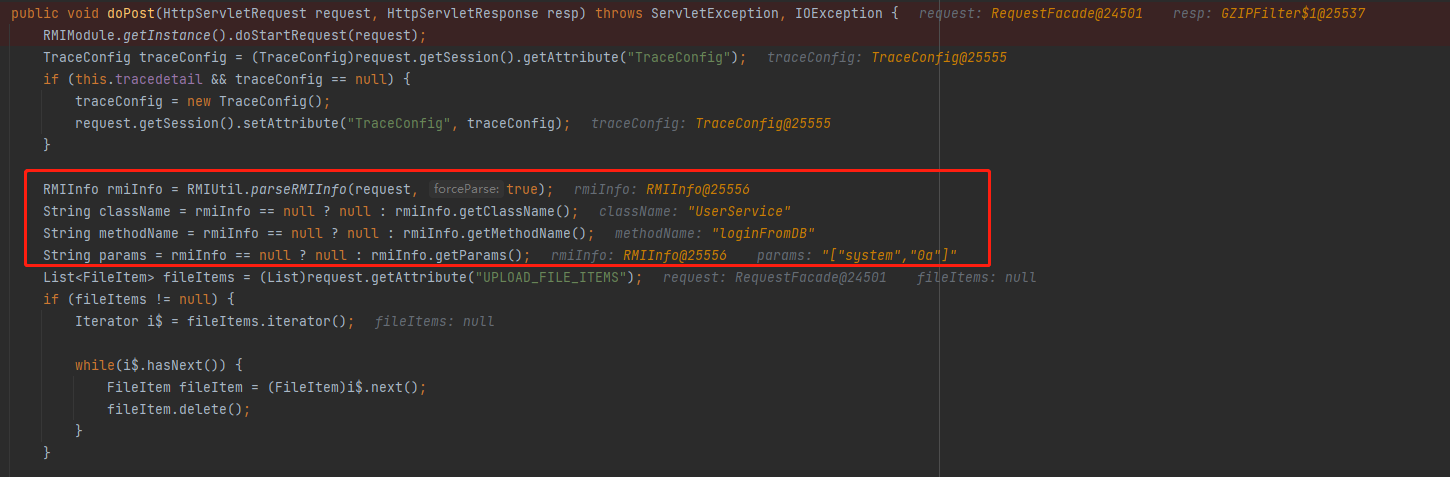 public void doPost(HttpServletRequest request, HttpServletResponse resp) throws ServletException, IOException { request: RequestFacade@24501 resp: GZIPFilter$1@25537
RMIModule.getInstance().doStartRequest(request);
TraceConfig traceConfig = (TraceConfig)request.getSession().getAttribute("TraceConfig"); traceConfig: TraceConfig@25555
if (this.tracedetail && traceConfig == null) {
traceConfig = new TraceConfig();
request.getSession().setAttribute("TraceConfig", traceConfig); traceConfig: TraceConfig@25555
}
RMIInfo rmiInfo = RMIUtil.parseRMIInfo(request, forceParse: true); rmiInfo: RMIInfo@25556
String className = rmiInfo == null ? null : rmiInfo.getClassName(); className: "UserService"
String methodName = rmiInfo == null ? null : rmiInfo.getMethodName(); methodName: "loginFromDB"
String params = rmiInfo == null ? null : rmiInfo.getParams(); rmiInfo: RMIInfo@25556 params: "["system","0a"]"
List<FileItem> fileItems = (List)request.getAttribute("UPLOAD_FILE_ITEMS"); request: RequestFacade@24501 fileItems: null
if (fileItems != null) {
Iterator i$ = fileItems.iterator(); fileItems: null
while(i$.hasNext()) {
FileItem fileItem = (FileItem)i$.next();
fileItem.delete();
}
}